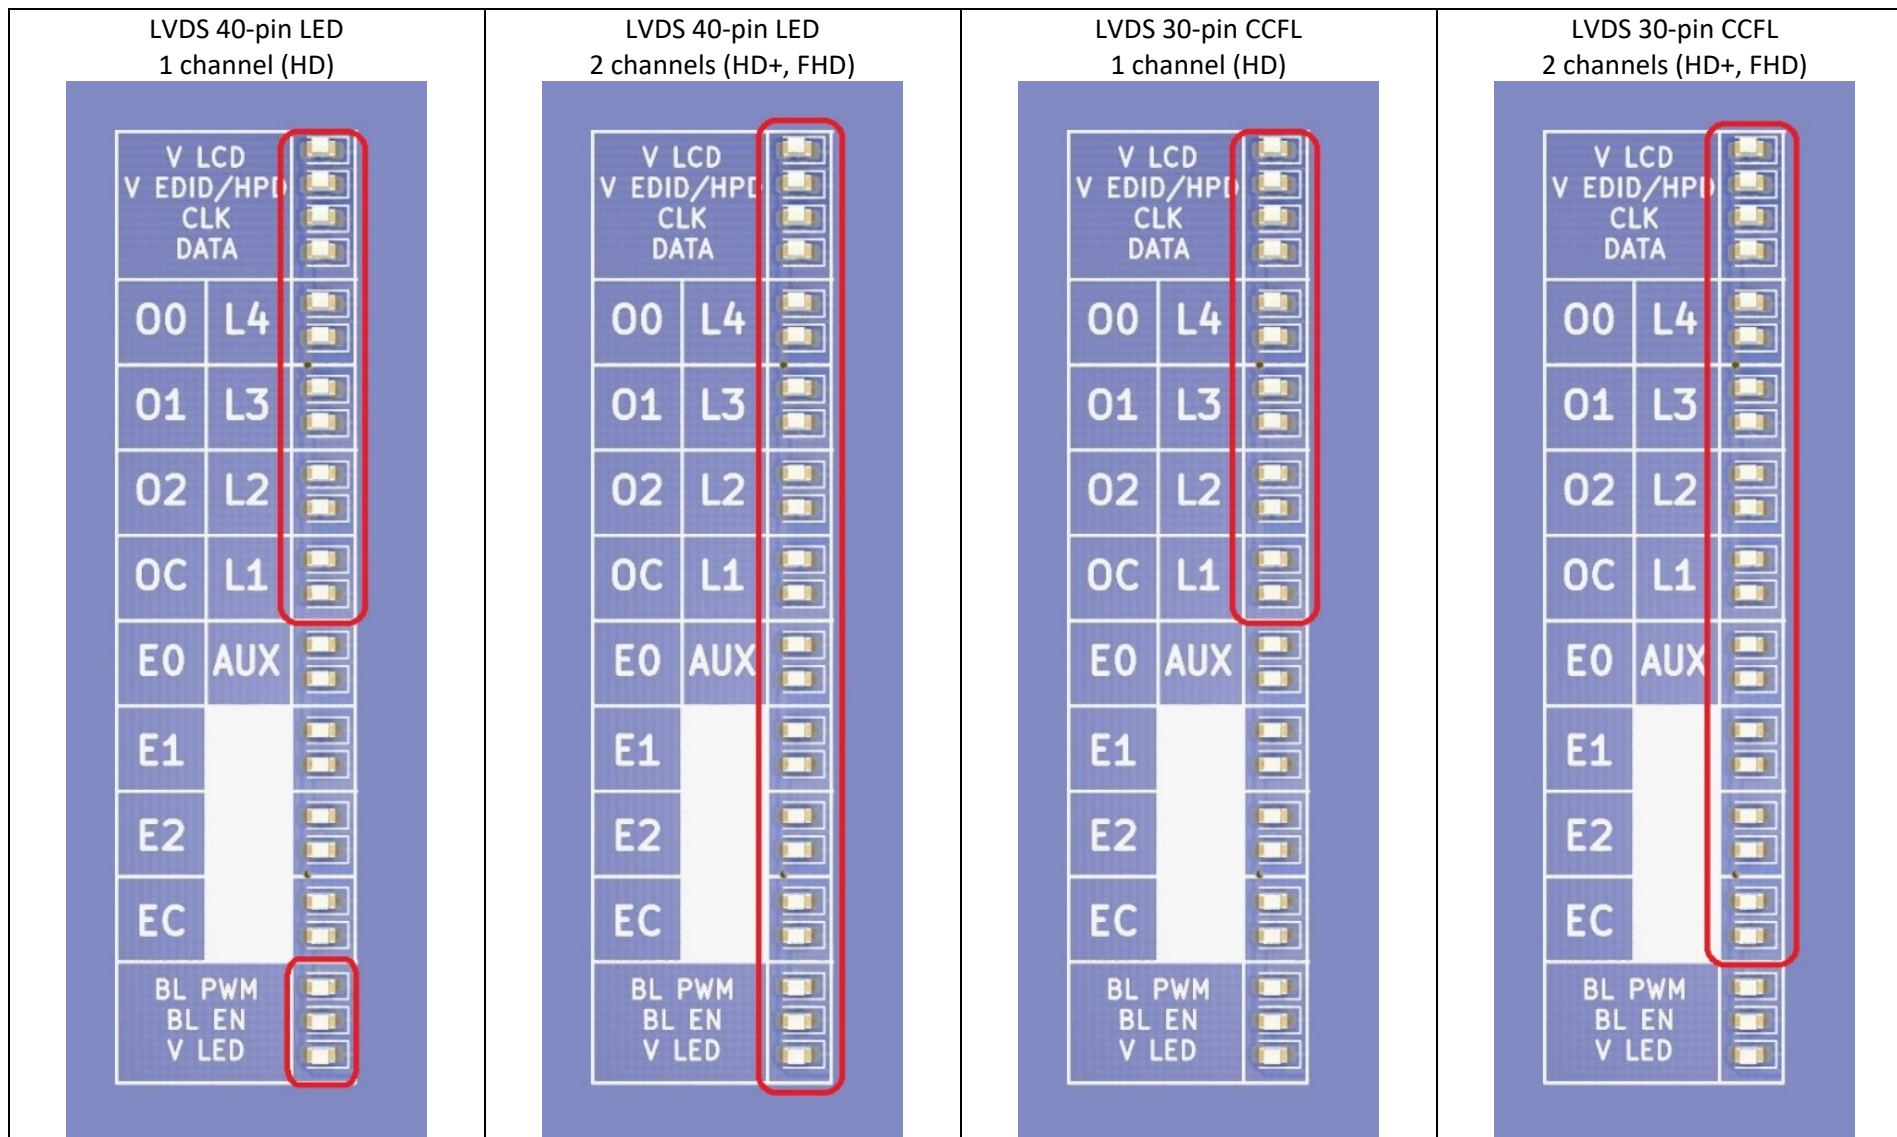 LVDS 40-pin LED
1 channel (HD)
V LCD
V EDID/HPD
CLK
DATA
O0 L4
O1 L3
O2 L2
OC L1
E0 AUX
E1
E2
EC
BL PWM
BL EN
V LED
LVDS 40-pin LED
2 channels (HD+, FHD)
V LCD
V EDID/HPD
CLK
DATA
O0 L4
O1 L3
O2 L2
OC L1
E0 AUX
E1
E2
EC
BL PWM
BL EN
V LED
LVDS 30-pin CCFL
1 channel (HD)
V LCD
V EDID/HPD
CLK
DATA
O0 L4
O1 L3
O2 L2
OC L1
E0 AUX
E1
E2
EC
BL PWM
BL EN
V LED
LVDS 30-pin CCFL
2 channels (HD+, FHD)
V LCD
V EDID/HPD
CLK
DATA
O0 L4
O1 L3
O2 L2
OC L1
E0 AUX
E1
E2
EC
BL PWM
BL EN
V LED